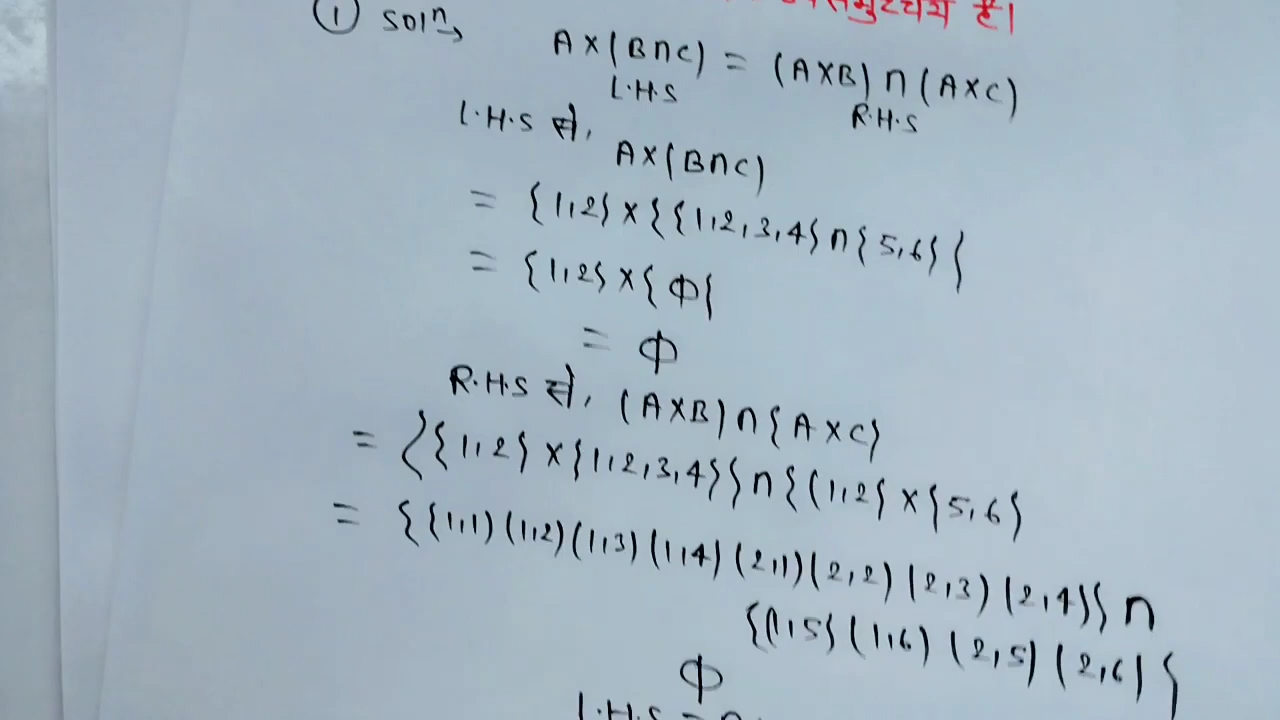 समुच्चय है।
① Soln→ A×(B∩C) = (A×B)∩(A×C)
L.H.S R.H.S
L.H.S से,
A×(B∩C)
= {1,2}×{{1,2,3,4}∩{5,6}}
= {1,2}×{Φ}
= Φ
R.H.S से, (A×B)∩{A×C}
= {{1,2}×{1,2,3,4}}∩{(1,2}×{5,6}
= {{1,1)(1,2)(1,3)(1,4)(2,1)(2,2)(2,3)(2,4)}∩
{(1,5}(1,6)(2,5)(2,6)}
Φ
L.H.S =